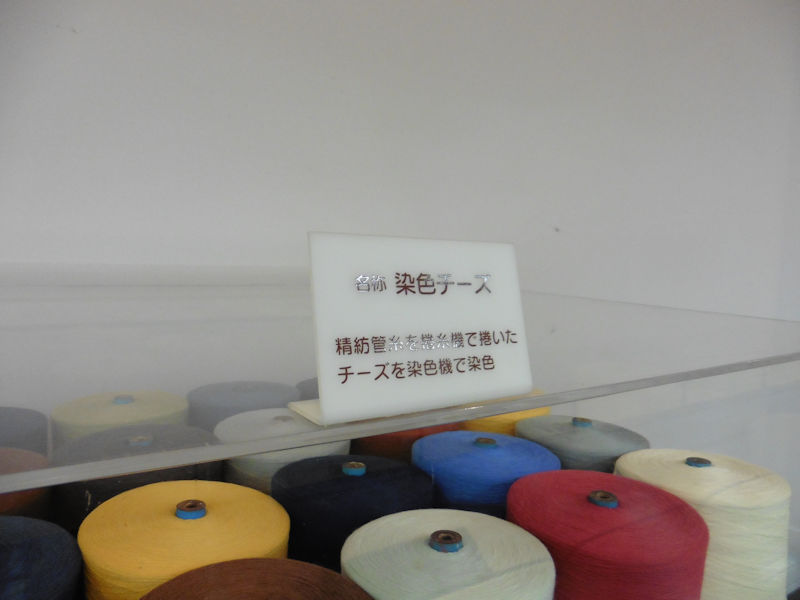 名称 染色チーズ
精紡管糸を捲糸機で捲いた
チーズを染色機で染色